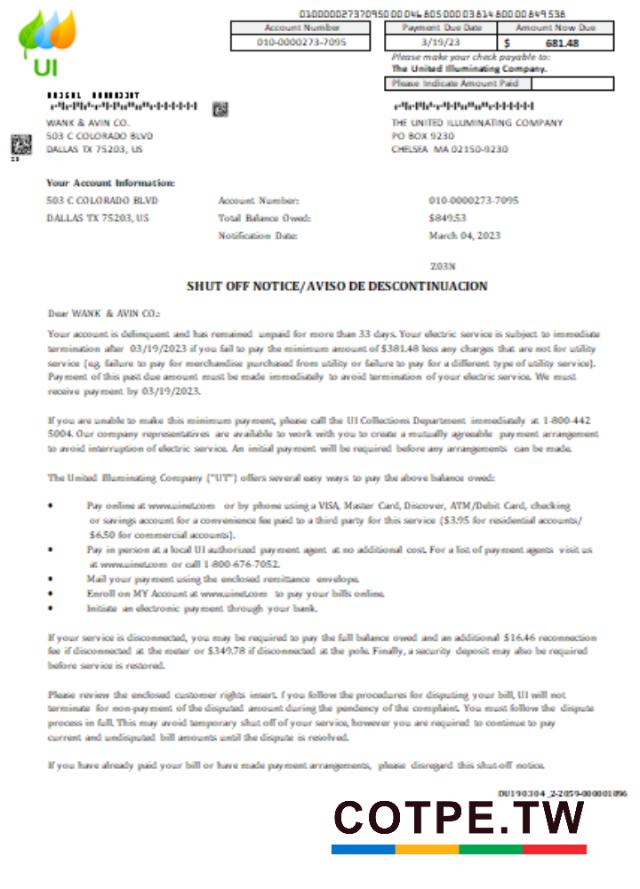 010000027370950000468050000381480000849538
Account Number
Payment Due Date
Amount Now Due
010-0000273-7095
3/19/23
$ 681.48
Please make your check payable to:
The United Illuminating Company.
Please Indicate Amount Paid
UI
WANK & AVIN CO.
503 C COLORADO BLVD
DALLAS TX 75203, US
THE UNITED ILLUMINATING COMPANY
PO BOX 9230
CHELSEA MA 02150-9230
Your Account Information:
503 C COLORADO BLVD
Account Number:
010-0000273-7095
DALLAS TX 75203, US
Total Balance Owed:
$849.53
Notification Date:
March 04, 2023
Z03N
SHUT OFF NOTICE/AVISO DE DESCONTINUACION
Dear WANK & AVIN CO.:
Your account is delinquent and has remained unpaid for more than 33 days. Your electric service is subject to immediate
termination after 03/19/2023 if you fail to pay the minimum amount of $381.48 less any charges that are not for utility
service (eg. failure to pay for merchandise purchased from utility or failure to pay for a different type of utility service).
Payment of this past due amount must be made immediately to avoid termination of your electric service. We must
receive payment by 03/19/2023.
If you are unable to make this minimum payment, please call the UI Collections Department immediately at 1-800-442
5004. Our company representatives are available to work with you to create a mutually agreeable payment arrangement
to avoid interruption of electric service. An initial payment will be required before any arrangements can be made.
The United Illuminating Company ("UT") offers several easy ways to pay the above balance owed:
• Pay online at www.uinet.com or by phone using a VISA, Master Card, Discover, ATM/Debit Card, checking
or savings account for a convenience fee paid to a third party for this service ($3.95 for residential accounts/
$6.50 for commercial accounts).
• Pay in person at a local UI authorized payment agent at no additional cost. For a list of payment agents visit us
at www.uinet.com or call 1-800-676-7052.
• Mail your payment using the enclosed remittance envelope.
• Enroll on MY Account at www.uinet.com to pay your bills online.
• Initiate an electronic payment through your bank.
If your service is disconnected, you may be required to pay the full balance owed and an additional $16.46 reconnection
fee if disconnected at the meter or $349.78 if disconnected at the pole. Finally, a security deposit may also be required
before service is restored.
Please review the enclosed customer rights insert. f you follow the procedures for disputing your bill, UI will not
terminate for non-payment of the disputed amount during the pendency of the complaint. You must follow the dispute
process in full. This may avoid temporary shut off of your service, however you are required to continue to pay
current and undisputed bill amounts until the dispute is resolved.
If you have already paid your bill or have made payment arrangements, please disregard this shut-off notice.
DU190304_2-2059-000001896
COTPE.TW